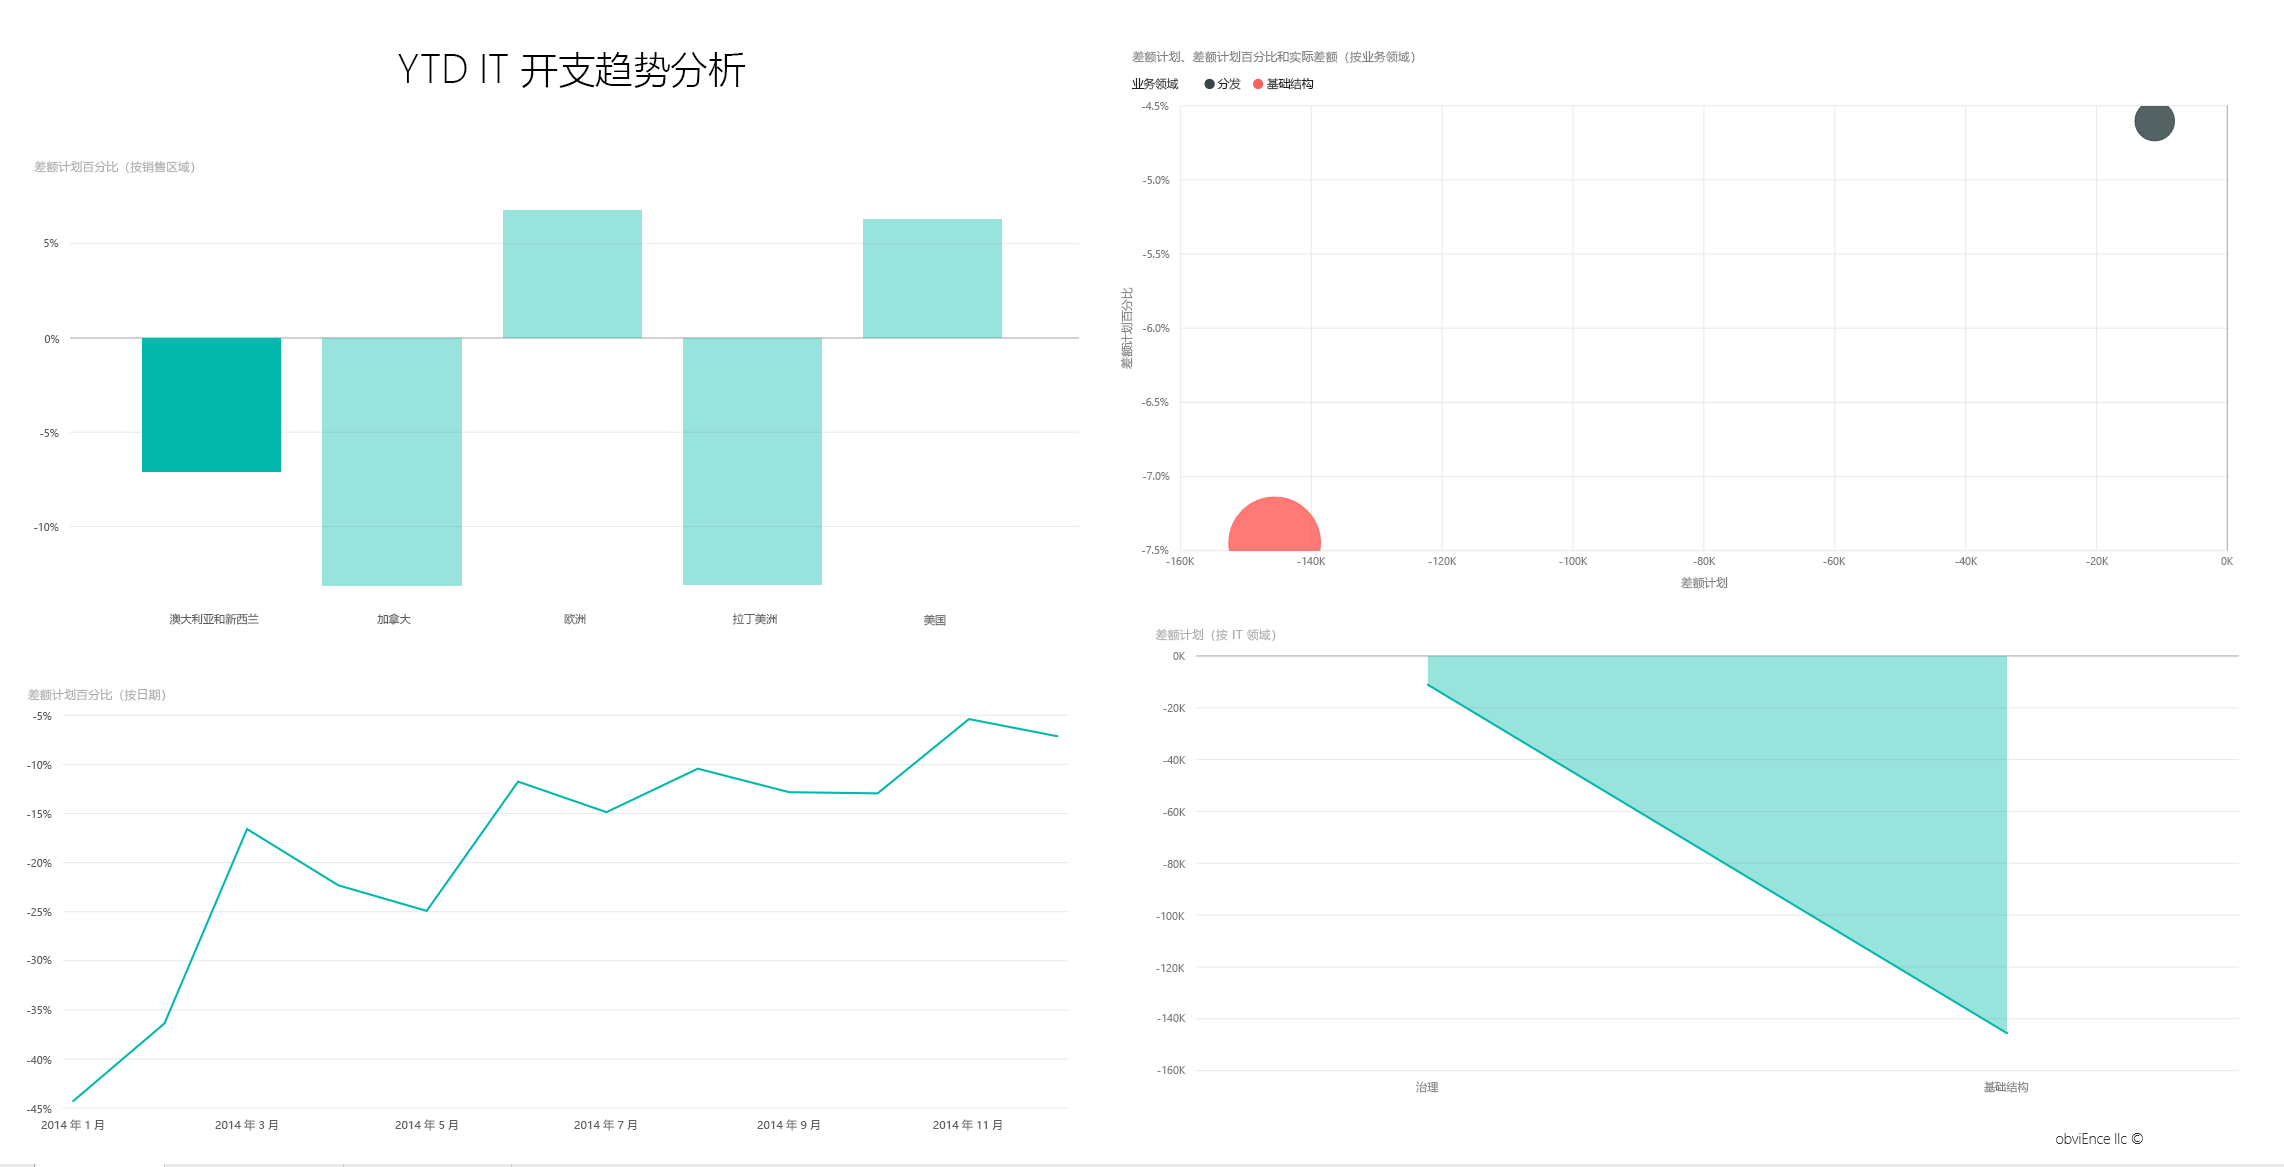 YTD IT 开支趋势分析
差额计划百分比（按销售区域）
5%
0%
-5%
-10%
澳大利亚和新西兰 加拿大 欧洲 拉丁美洲 美国
差额计划百分比（按日期）
-5%
-10%
-15%
-20%
-25%
-30%
-35%
-40%
-45%
2014 年 1 月 2014 年 3 月 2014 年 5 月 2014 年 7 月 2014 年 9 月 2014 年 11 月
差额计划、差额计划百分比和实际差额（按业务领域）
业务领域 分发 基础结构
差额计划百分比
-4.5%
-5.0%
-5.5%
-6.0%
-6.5%
-7.0%
-7.5%
-160K -140K -120K -100K -80K -60K -40K -20K 0K
差额计划
差额计划（按 IT 领域）
0K
-20K
-40K
-60K
-80K
-100K
-120K
-140K
-160K
治理 基础结构
obviEnce llc ©